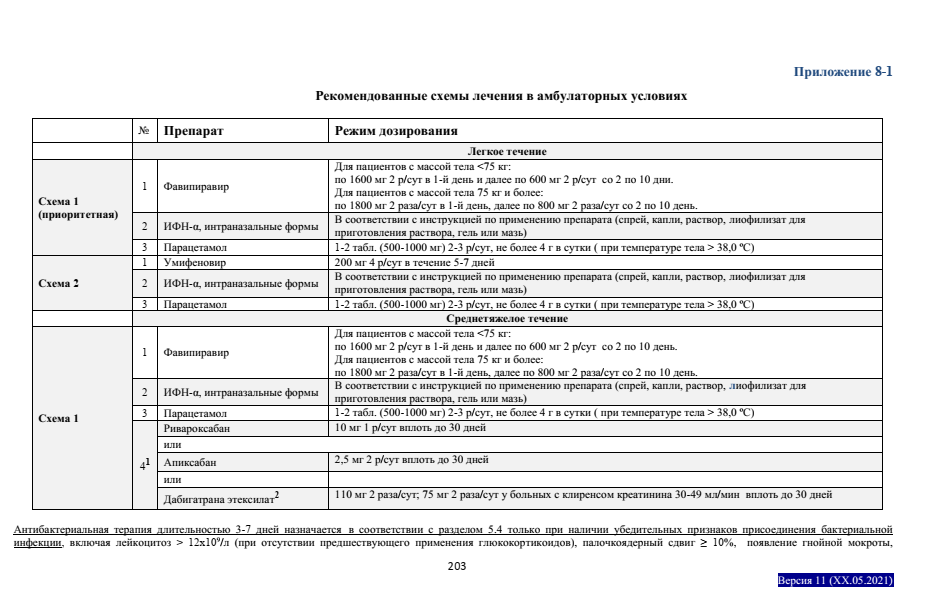 Приложение 8-1
Рекомендованные схемы лечения в амбулаторных условиях
№ Препарат Режим дозирования
Легкое течение
Схема 1 (приоритетная)
1 Фавипиравир
Для пациентов с массой тела <75 кг:
по 1600 мг 2 р/сут в 1-й день и далее по 600 мг 2 р/сут со 2 по 10 дни.
Для пациентов с массой тела 75 кг и более:
по 1800 мг 2 раза/сут в 1-й день, далее по 800 мг 2 раза/сут со 2 по 10 день.
2 ИФН-α, интраназальные формы
В соответствии с инструкцией по применению препарата (спрей, капли, раствор, лиофилизат для
приготовления раствора, гель или мазь)
3 Парацетамол 1-2 табл. (500-1000 мг) 2-3 р/сут, не более 4 г в сутки ( при температуре тела > 38,0 ºС)
Схема 2
1 Умифеновир 200 мг 4 р/сут в течение 5-7 дней
2 ИФН-α, интраназальные формы
В соответствии с инструкцией по применению препарата (спрей, капли, раствор, лиофилизат для
приготовления раствора, гель или мазь)
3 Парацетамол 1-2 табл. (500-1000 мг) 2-3 р/сут, не более 4 г в сутки ( при температуре тела > 38,0 ºС)
Среднетяжелое течение
Схема 1
1 Фавипиравир
Для пациентов с массой тела <75 кг:
по 1600 мг 2 р/сут в 1-й день и далее по 600 мг 2 р/сут со 2 по 10 день.
Для пациентов с массой тела 75 кг и более:
по 1800 мг 2 раза/сут в 1-й день, далее по 800 мг 2 раза/сут со 2 по 10 день.
2 ИФН-α, интраназальные формы
В соответствии с инструкцией по применению препарата (спрей, капли, раствор, лиофилизат для
приготовления раствора, гель или мазь)
3 Парацетамол 1-2 табл. (500-1000 мг) 2-3 р/сут, не более 4 г в сутки ( при температуре тела > 38,0 ºС)
4¹ Ривароксабан 10 мг 1 р/сут вплоть до 30 дней
или
Апиксабан 2,5 мг 2 р/сут вплоть до 30 дней
или
Дабигатрана этексилат² 110 мг 2 раза/сут; 75 мг 2 раза/сут у больных с клиренсом креатинина 30-49 мл/мин вплоть до 30 дней
Антибактериальная терапия длительностью 3-7 дней назначается в соответствии с разделом 5.4 только при наличии убедительных признаков присоединения бактериальной
инфекции, включая лейкоцитоз > 12х10⁹/л (при отсутствии предшествующего применения глюкокортикоидов), палочкоядерный сдвиг ≥ 10%, появление гнойной мокроты,
203
Версия 11 (ХХ.05.2021)